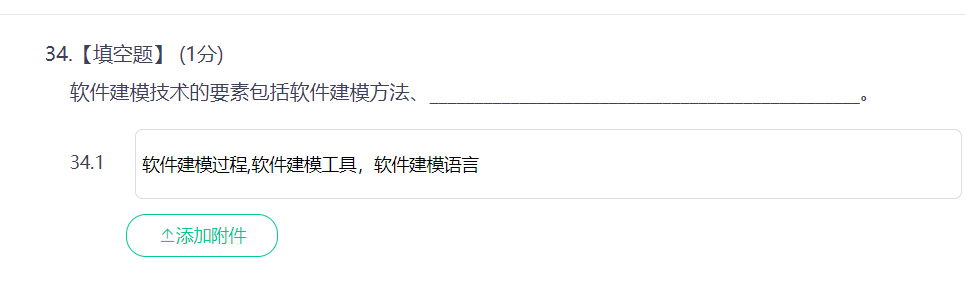 34.【填空题】 (1分)
软件建模技术的要素包括软件建模方法、____________________________________________。
34.1
软件建模过程,软件建模工具，软件建模语言
添加附件